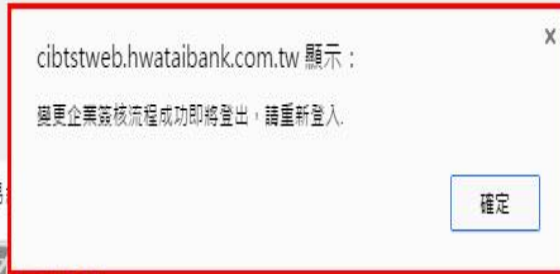 cibtstweb.hwataibank.com.tw 顯示：
變更企業簽核流程成功即將登出，請重新登入.
確定